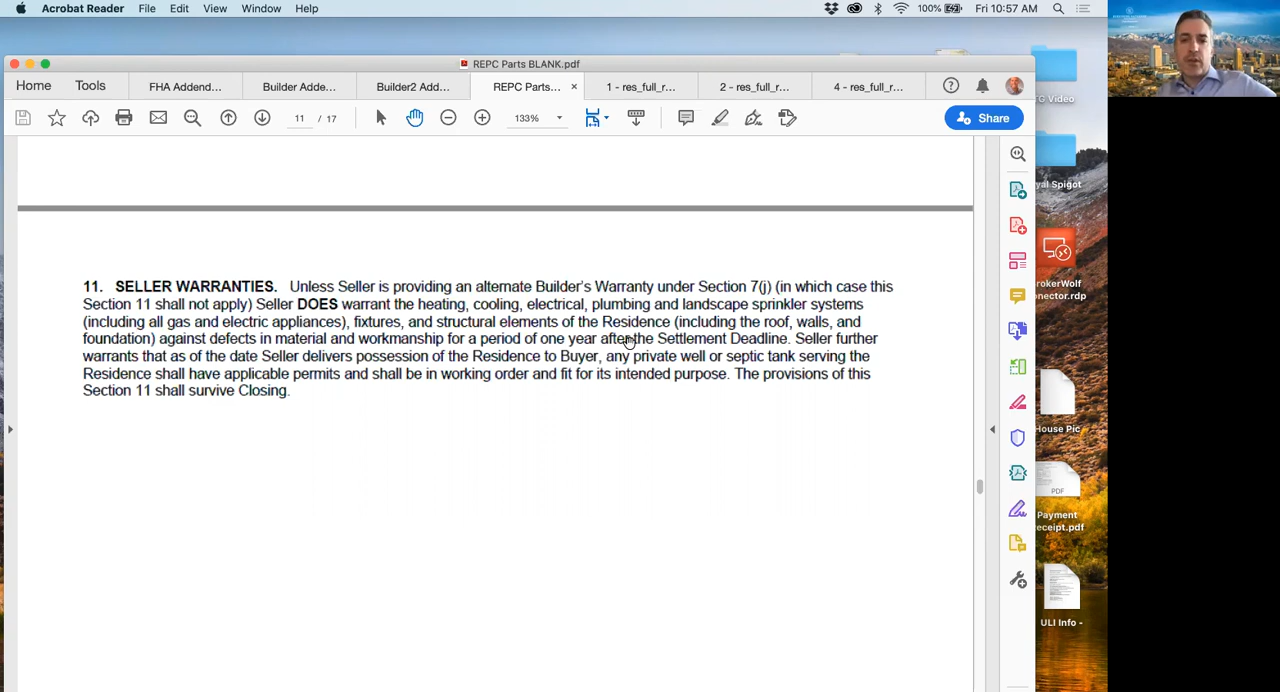 Acrobat Reader File Edit View Window Help 100% Fri 10:57 AM
REPC Parts BLANK.pdf
Home Tools FHA Addend... Builder Adde... Builder2 Add... REPC Parts... × 1 - res_full_r... 2 - res_full_r... 4 - res_full_r...
11 / 17 133% Share
11. SELLER WARRANTIES. Unless Seller is providing an alternate Builder's Warranty under Section 7(j) (in which case this
Section 11 shall not apply) Seller DOES warrant the heating, cooling, electrical, plumbing and landscape sprinkler systems
(including all gas and electric appliances), fixtures, and structural elements of the Residence (including the roof, walls, and
foundation) against defects in material and workmanship for a period of one year after the Settlement Deadline. Seller further
warrants that as of the date Seller delivers possession of the Residence to Buyer, any private well or septic tank serving the
Residence shall have applicable permits and shall be in working order and fit for its intended purpose. The provisions of this
Section 11 shall survive Closing.
TG Video
yal Spigot
rokerWolf
nector.rdp
House Pic
PDF
Payment
eceipt.pdf
ULI Info -